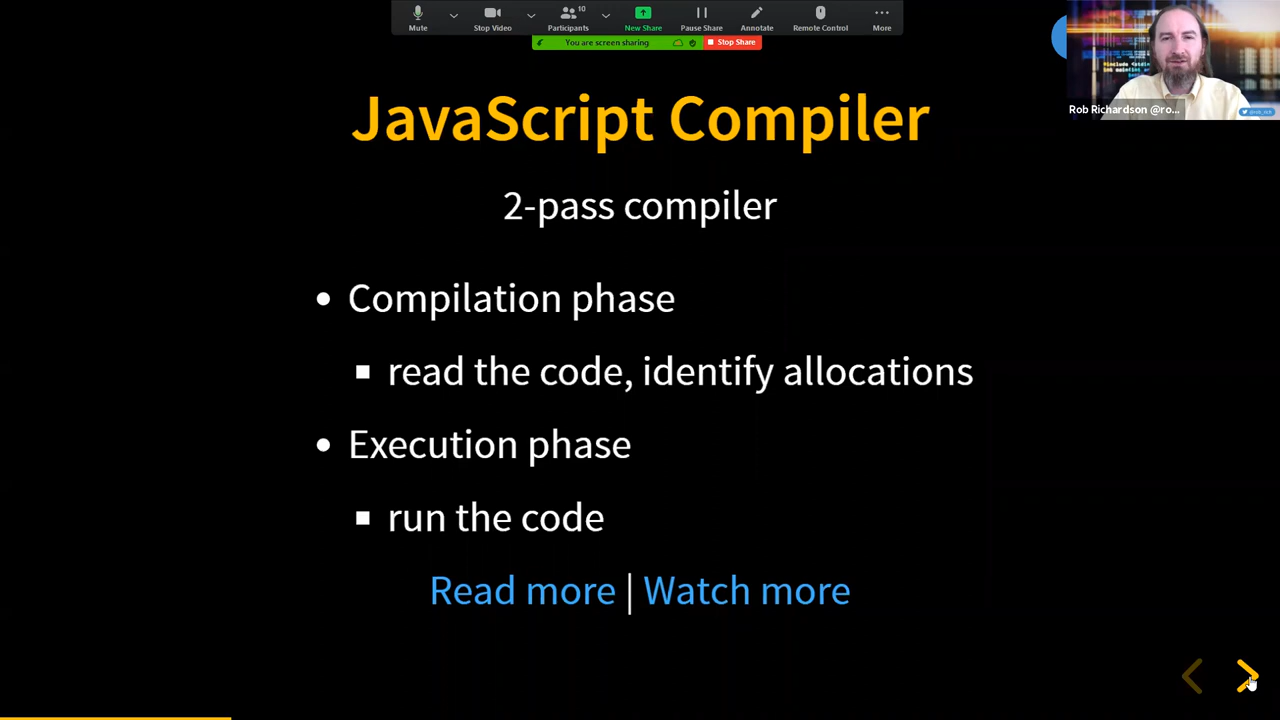 Mute
Stop Video
10
Participants
New Share
Pause Share
Annotate
Remote Control
More
You are screen sharing
Stop Share
Rob Richardson @ro...
JavaScript Compiler
2-pass compiler
• Compilation phase
▪ read the code, identify allocations
• Execution phase
▪ run the code
Read more | Watch more